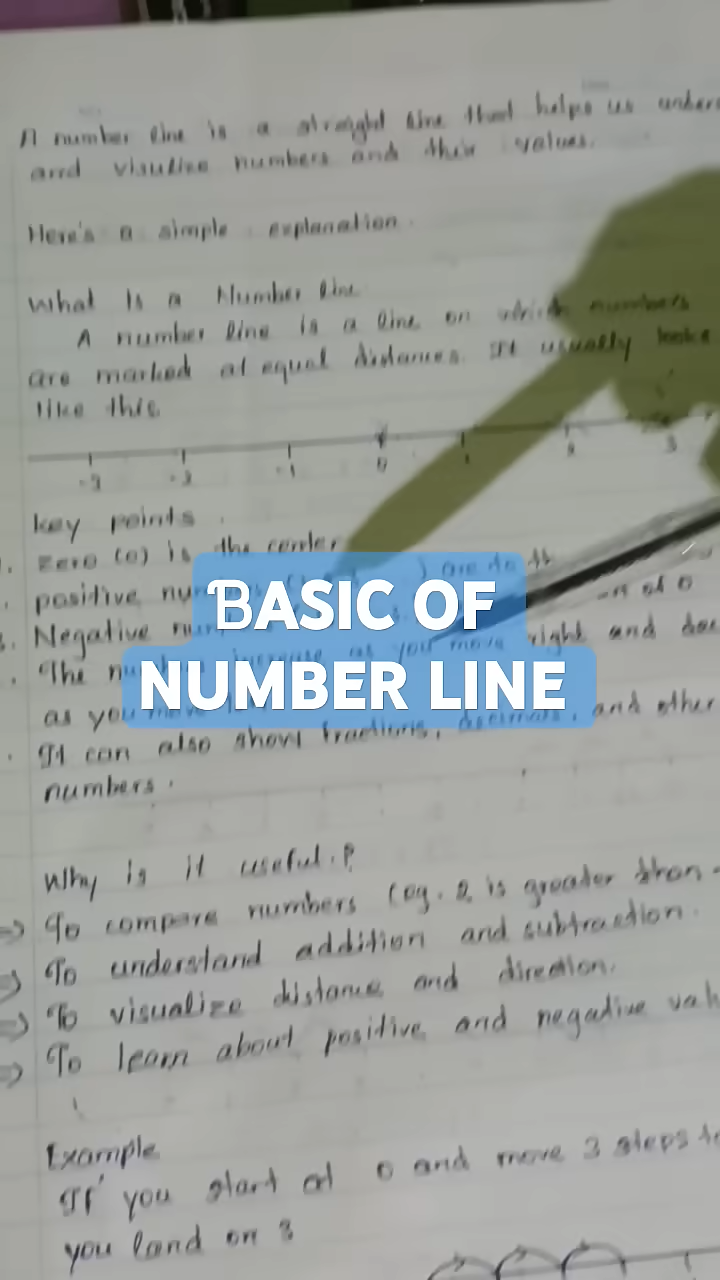 A number line is a straight line that helps us
and visulize numbers and their values.
Here's a simple explanation.
What Is a Number line
A number line is a line on which numbers
are marked at equal distances. It usually looks
like this
-3 -2 -1 0 1 2 3
key points
zero (0) is the center
positive
BASIC OF
Negative
of 0
The
as you move right and
NUMBER LINE
as you
It can also show fractions, decimals, and other
numbers.
Why is it useful.?
=> To compare numbers (eg. 2 is greater than
=> To understand addition and subtraction.
=> To visualize distance and direction.
=> To learn about positive and negative
Example
If you start at 0 and move 3 steps
you land on 3